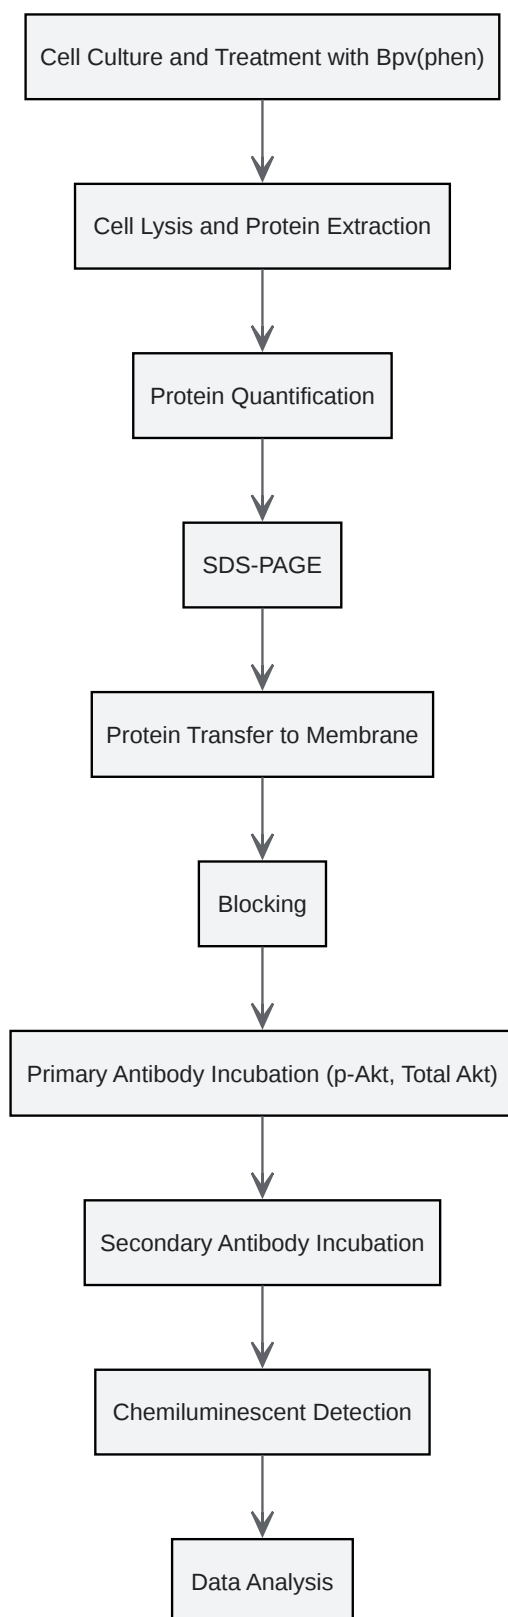 Cell Culture and Treatment with Bpv(phen)
Cell Lysis and Protein Extraction
Protein Quantification
SDS-PAGE
Protein Transfer to Membrane
Blocking
Primary Antibody Incubation (p-Akt, Total Akt)
Secondary Antibody Incubation
Chemiluminescent Detection
Data Analysis